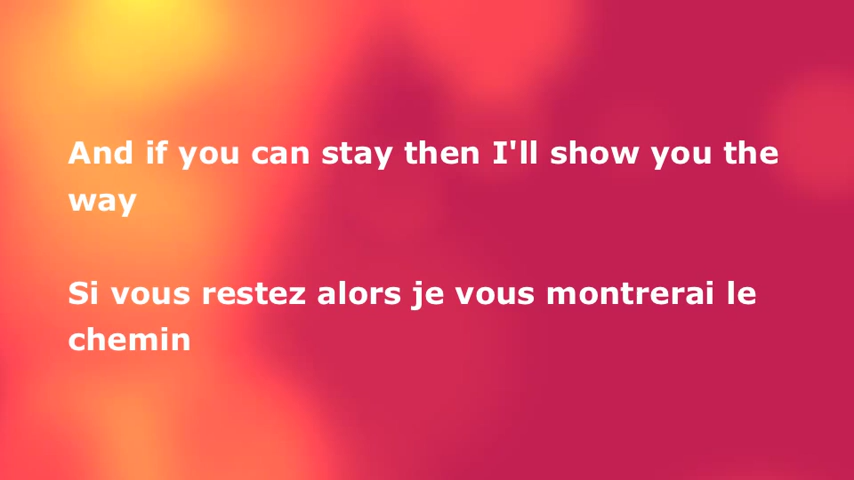 And if you can stay then I'll show you the
way
Si vous restez alors je vous montrerai le
chemin